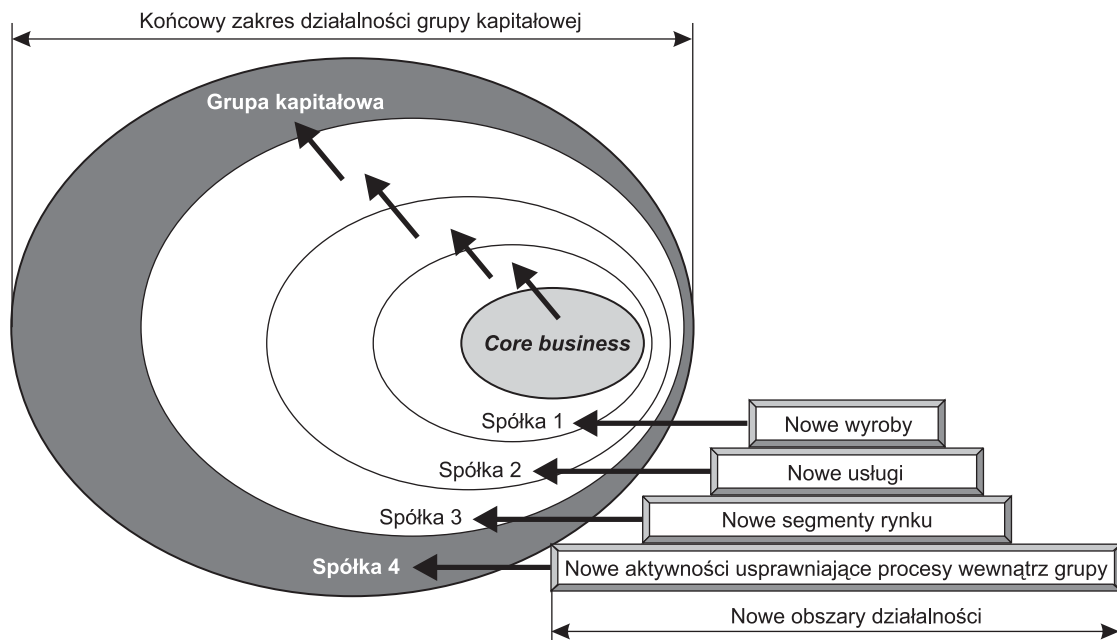 Końcowy zakres działalności grupy kapitałowej
Grupa kapitałowa
Core business
Spółka 1
Nowe wyroby
Spółka 2
Nowe usługi
Spółka 3
Nowe segmenty rynku
Spółka 4
Nowe aktywności usprawniające procesy wewnątrz grupy
Nowe obszary działalności